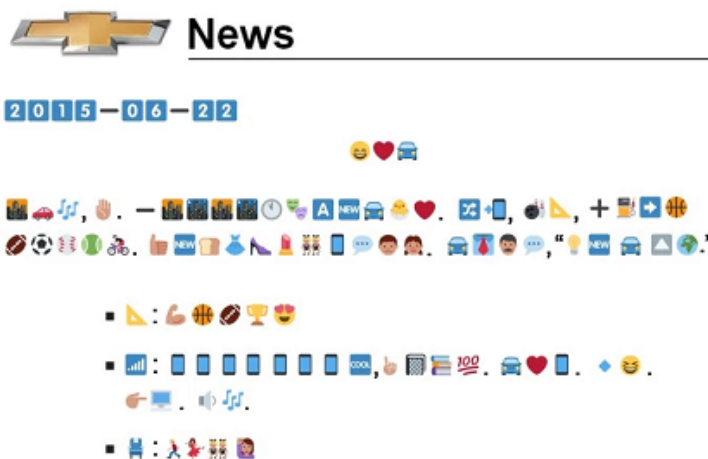 News
2015-06-22
😄❤️🚗
🌆🚗🎶, ✋. — 🌆🌃🌆🌃🕐🎭🅰️🆕🚘🐣❤️. 🔀📲, 🎳📐, ➕⛽➡️🏀
🏈⚽⚾🎾🚴. 👍🆕🍞👗👠💄👯📱💬👦👧. 🚘👔👨💬,“💡🆕 🚘 🔼🌍.”
▪ 📐: 💪🏀🏈🏆😍
▪ 📶: 📱📱📱📱📱📱📱🆒,👆📓📚💯. 🚘❤️📱. 🔹😆.
👉💻. 🔉🎶.
▪ 💺: 🏃💃👯🙋